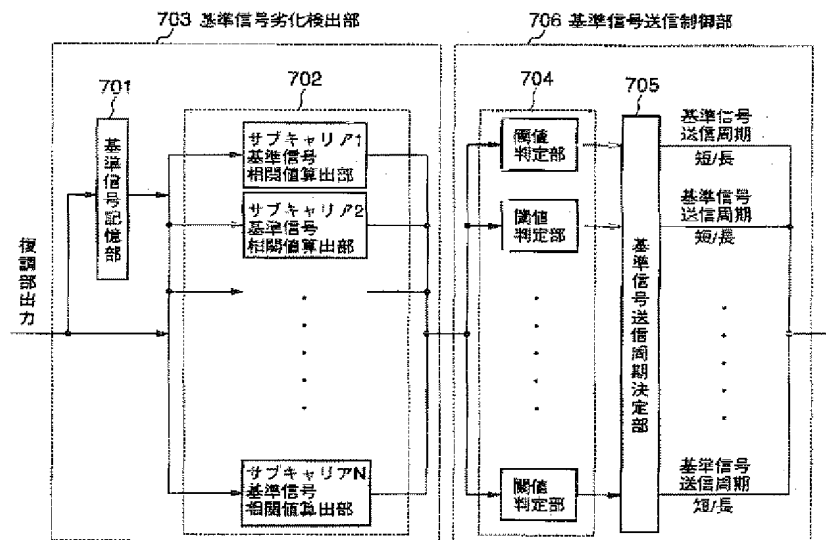 703 基準信号劣化検出部
706 基準信号送信制御部
701
702
704
705
基準信号記憶部
サブキャリア1
基準信号
相関値算出部
サブキャリア2
基準信号
相関値算出部
サブキャリアN
基準信号
相関値算出部
復調部出力
閾値
判定部
閾値
判定部
閾値
判定部
基準信号送信周期決定部
基準信号
送信周期
短/長
基準信号
送信周期
短/長
基準信号
送信周期
短/長